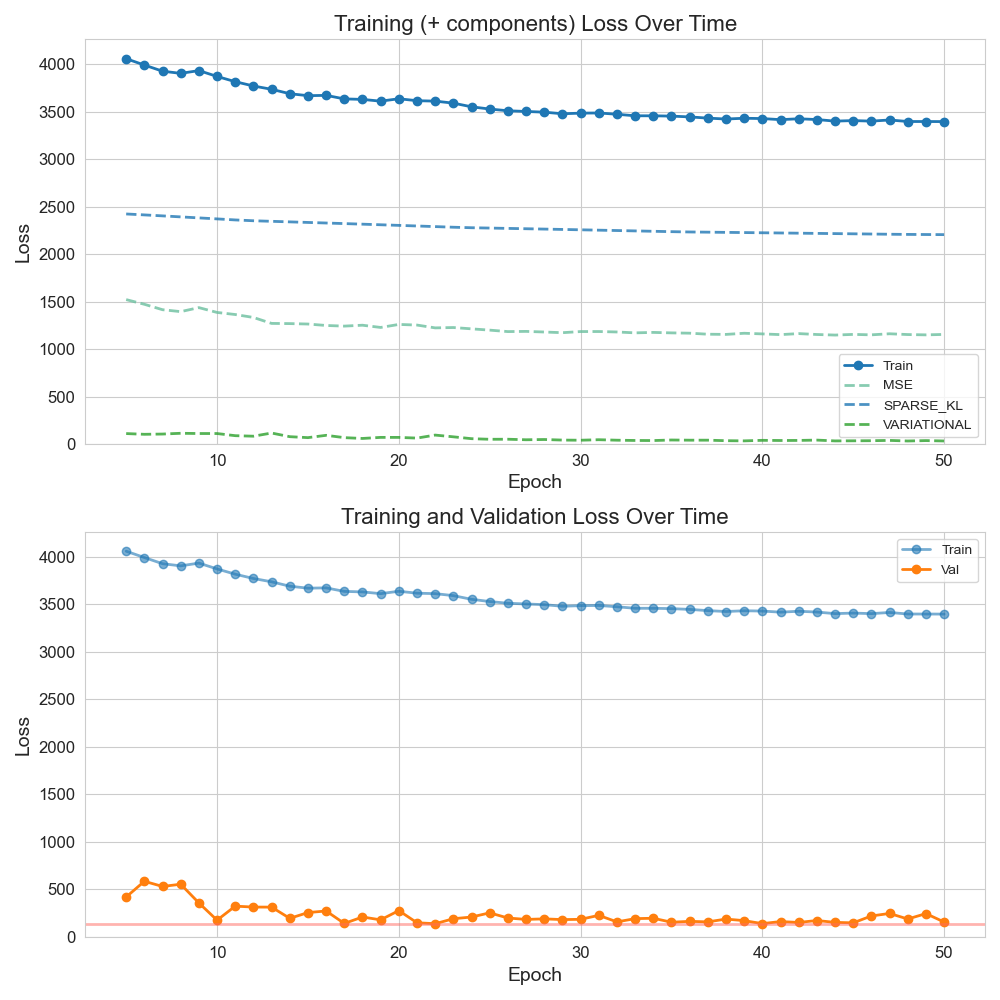 Training (+ components) Loss Over Time
4000
3500
3000
2500
2000
1500
1000
500
0
Loss
Train
MSE
SPARSE_KL
VARIATIONAL
10
20
30
40
50
Epoch
Training and Validation Loss Over Time
4000
3500
3000
2500
2000
1500
1000
500
0
Loss
Train
Val
10
20
30
40
50
Epoch